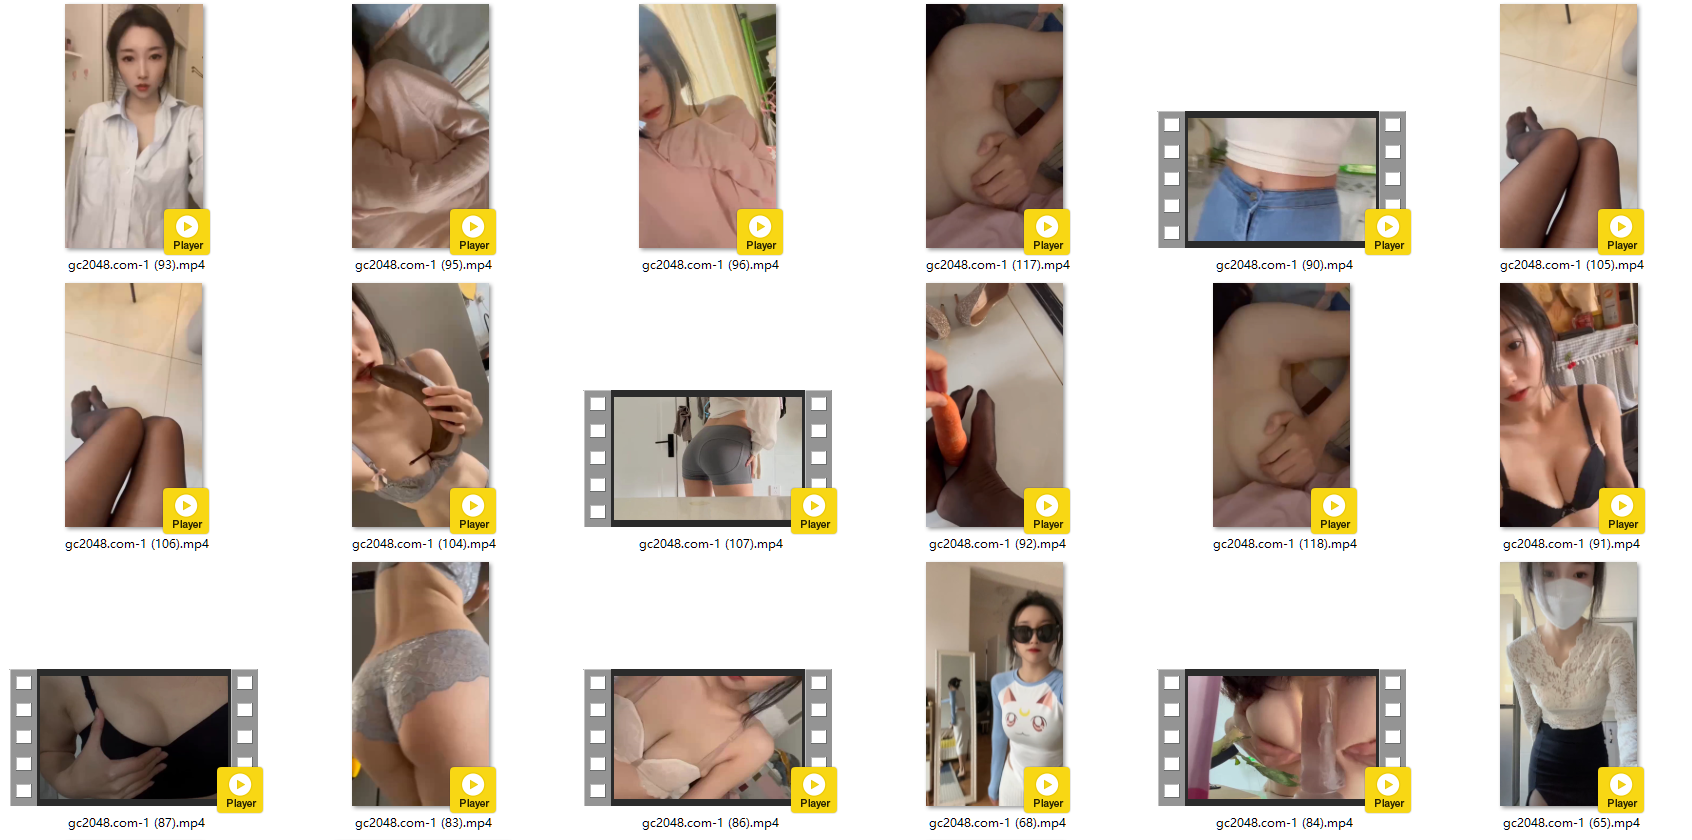 Player
Player
Player
Player
Player
Player
gc2048.com-1 (93).mp4
gc2048.com-1 (95).mp4
gc2048.com-1 (96).mp4
gc2048.com-1 (117).mp4
gc2048.com-1 (90).mp4
gc2048.com-1 (105).mp4
Player
Player
Player
Player
Player
Player
gc2048.com-1 (106).mp4
gc2048.com-1 (104).mp4
gc2048.com-1 (107).mp4
gc2048.com-1 (92).mp4
gc2048.com-1 (118).mp4
gc2048.com-1 (91).mp4
Player
Player
Player
Player
Player
Player
gc2048.com-1 (87).mp4
gc2048.com-1 (83).mp4
gc2048.com-1 (86).mp4
gc2048.com-1 (68).mp4
gc2048.com-1 (84).mp4
gc2048.com-1 (65).mp4